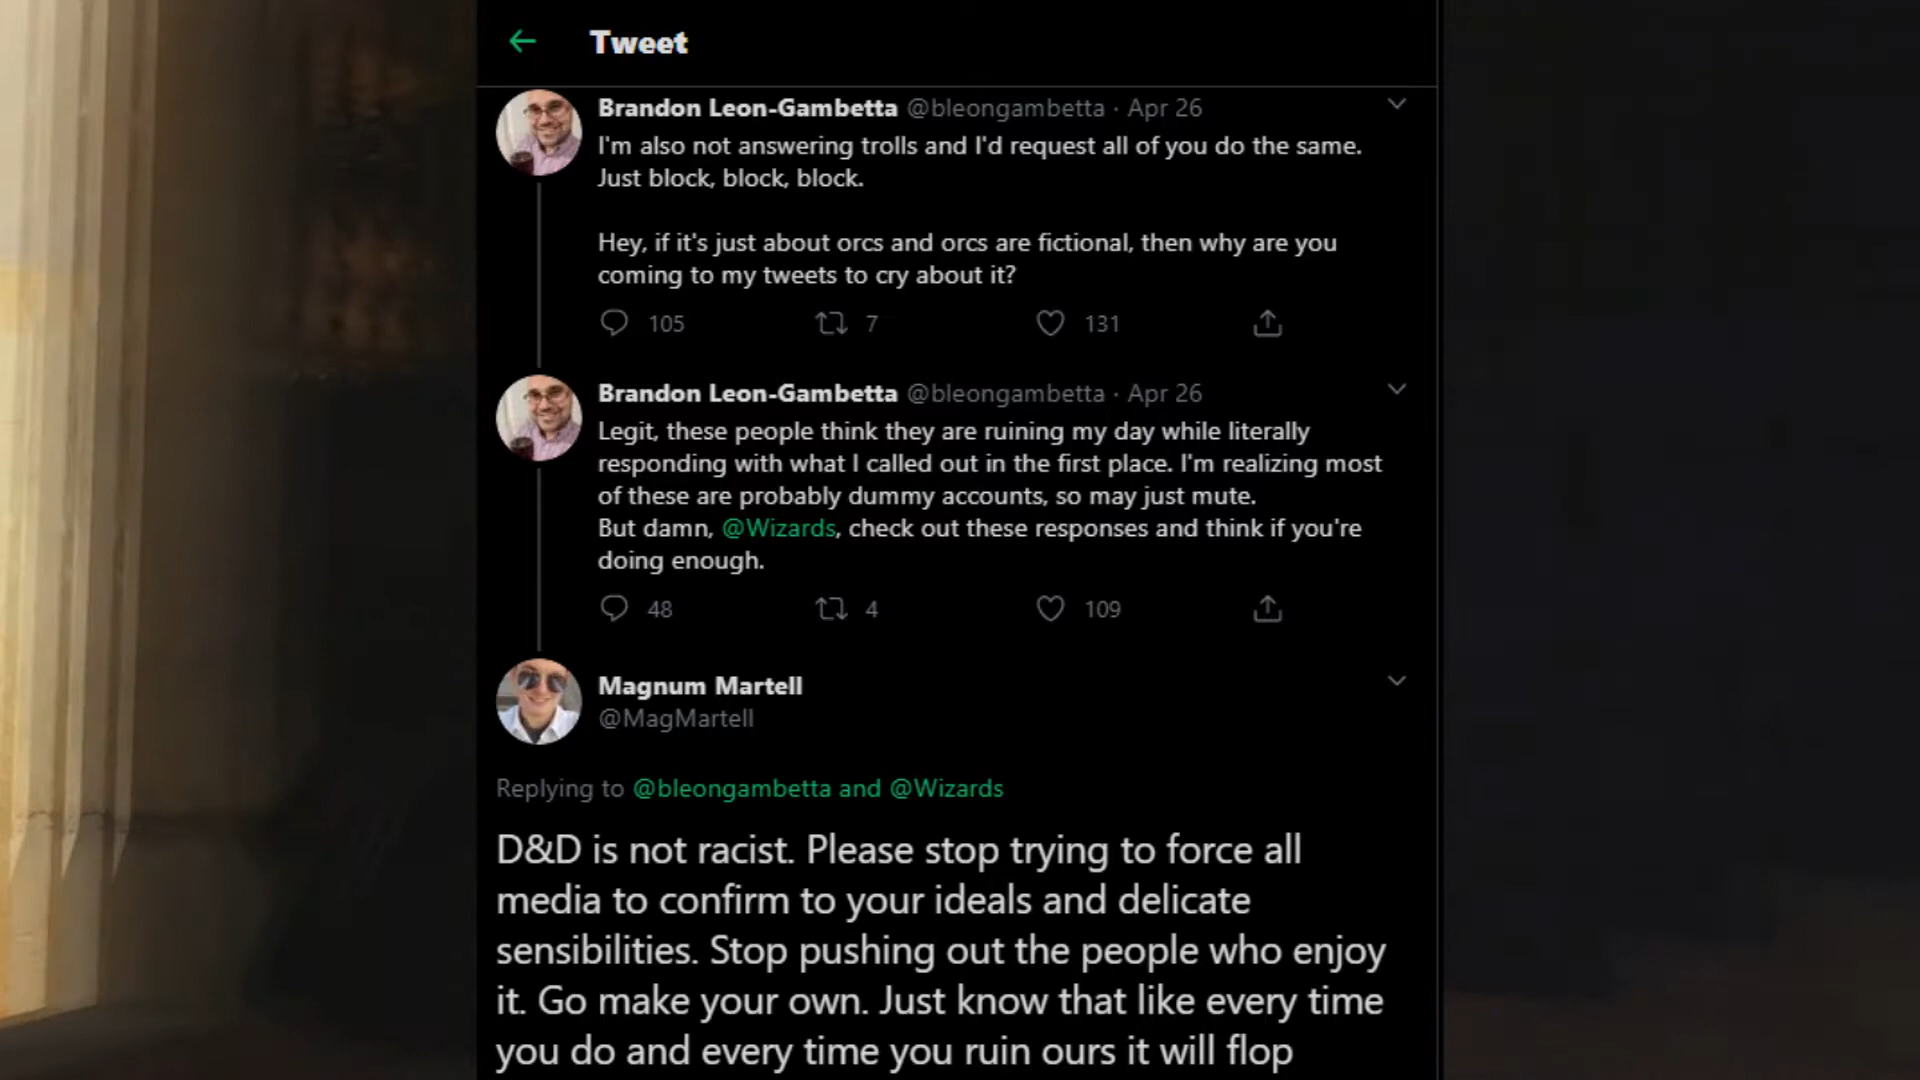 Tweet
Brandon Leon-Gambetta @bleongambetta · Apr 26
I'm also not answering trolls and I'd request all of you do the same.
Just block, block, block.
Hey, if it's just about orcs and orcs are fictional, then why are you
coming to my tweets to cry about it?
105 7 131
Brandon Leon-Gambetta @bleongambetta · Apr 26
Legit, these people think they are ruining my day while literally
responding with what I called out in the first place. I'm realizing most
of these are probably dummy accounts, so may just mute.
But damn, @Wizards, check out these responses and think if you're
doing enough.
48 4 109
Magnum Martell
@MagMartell
Replying to @bleongambetta and @Wizards
D&D is not racist. Please stop trying to force all
media to confirm to your ideals and delicate
sensibilities. Stop pushing out the people who enjoy
it. Go make your own. Just know that like every time
you do and every time you ruin ours it will flop